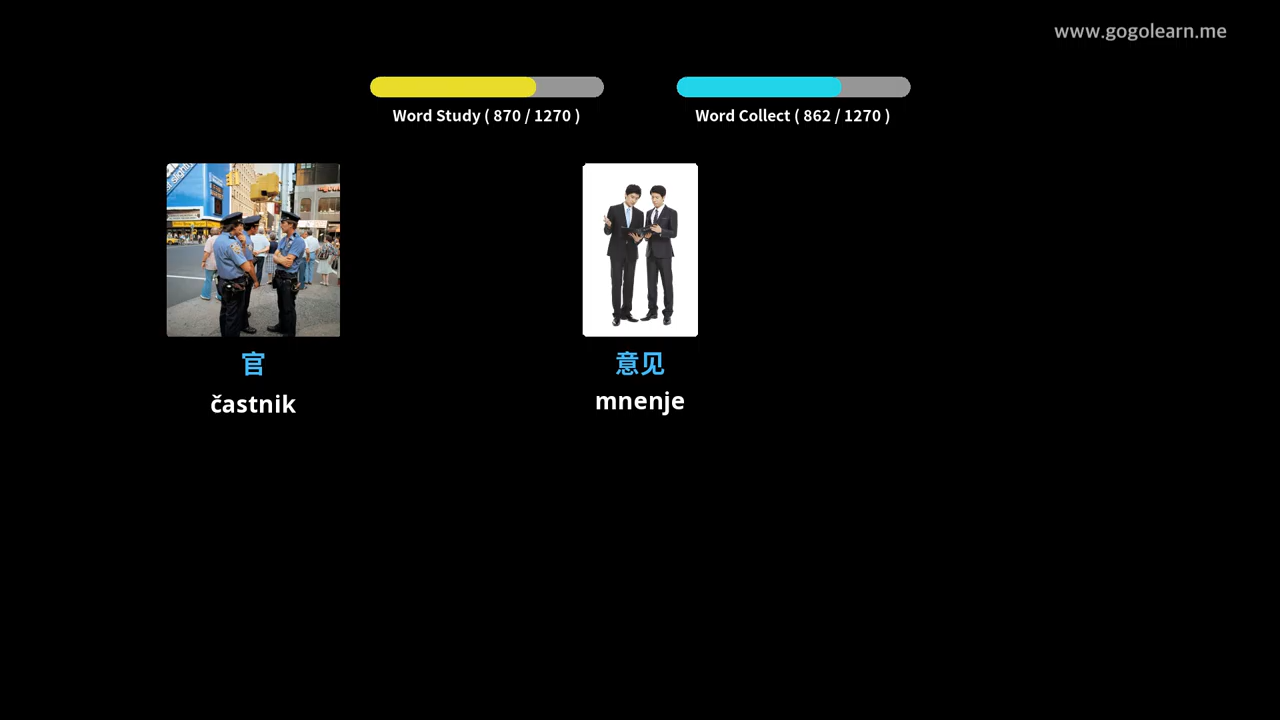 www.gogolearn.me
Word Study ( 870 / 1270 )
Word Collect ( 862 / 1270 )
官
意见
častnik
mnenje